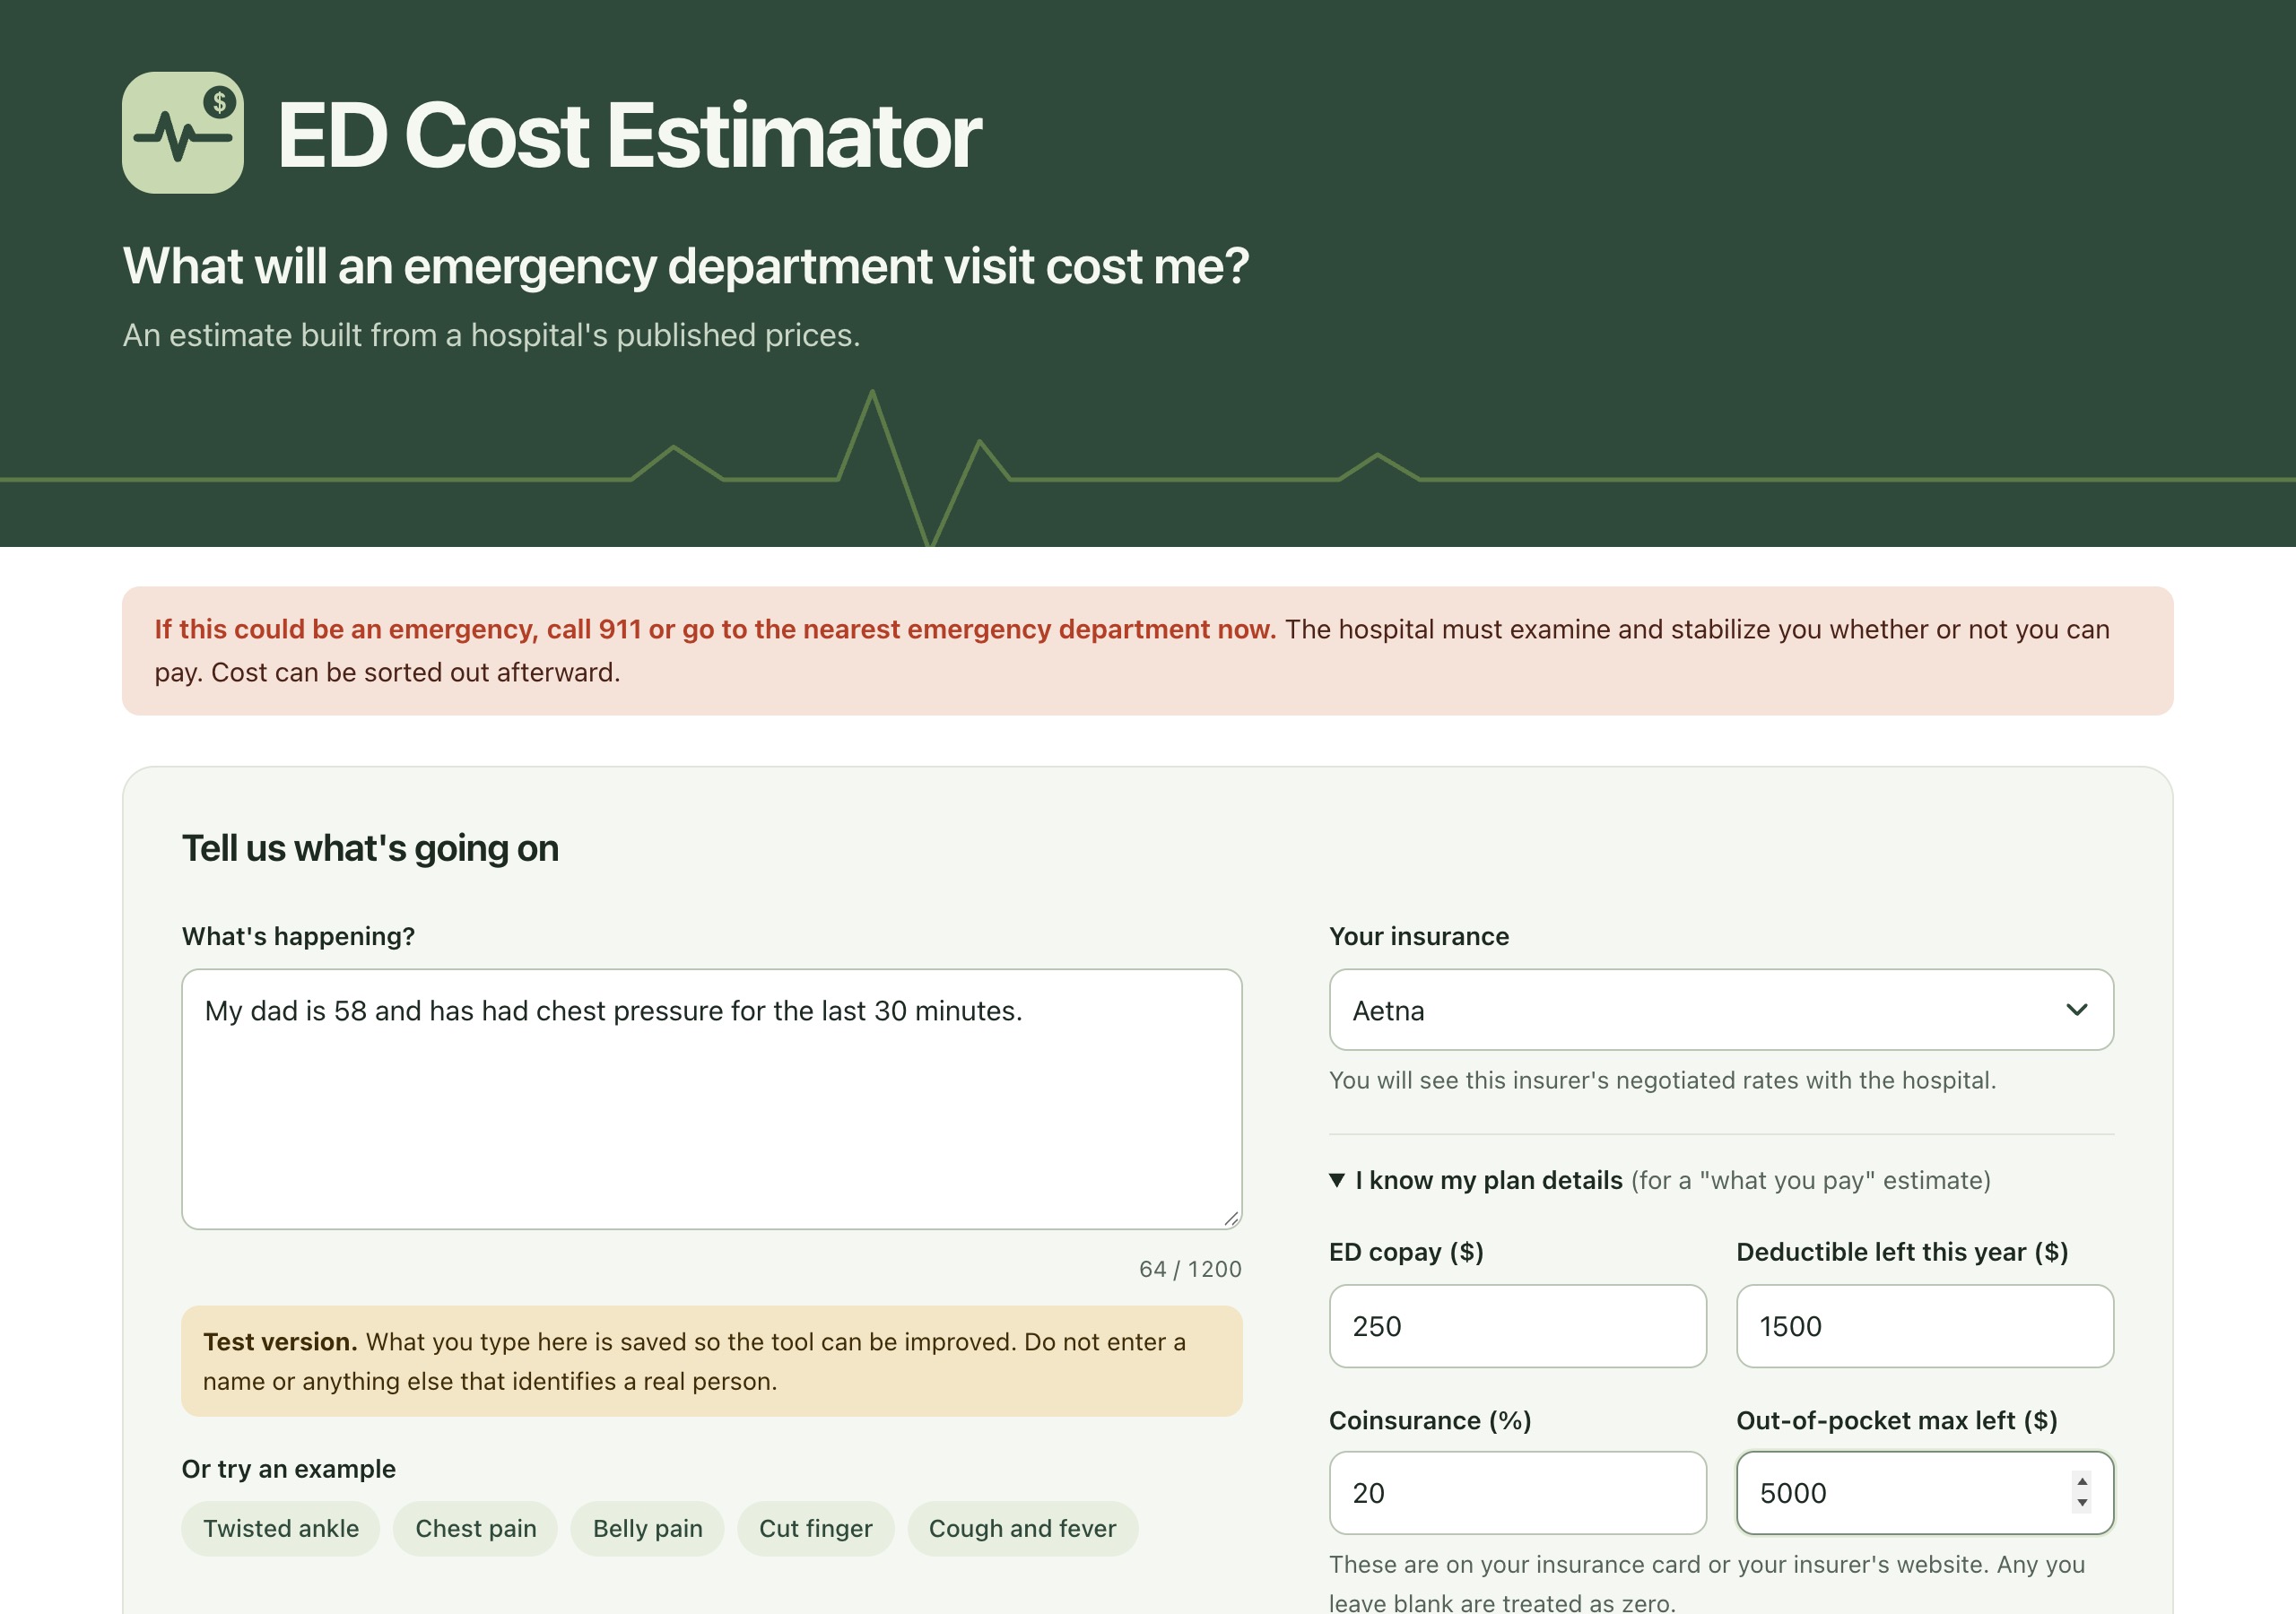 $
ED Cost Estimator
What will an emergency department visit cost me?
An estimate built from a hospital's published prices.
If this could be an emergency, call 911 or go to the nearest emergency department now. The hospital must examine and stabilize you whether or not you can
pay. Cost can be sorted out afterward.
Tell us what's going on
What's happening?
My dad is 58 and has had chest pressure for the last 30 minutes.
64 / 1200
Test version. What you type here is saved so the tool can be improved. Do not enter a
name or anything else that identifies a real person.
Or try an example
Twisted ankle
Chest pain
Belly pain
Cut finger
Cough and fever
Your insurance
Aetna
You will see this insurer's negotiated rates with the hospital.
I know my plan details (for a "what you pay" estimate)
ED copay ($)
250
Deductible left this year ($)
1500
Coinsurance (%)
20
Out-of-pocket max left ($)
5000
These are on your insurance card or your insurer's website. Any you
leave blank are treated as zero.